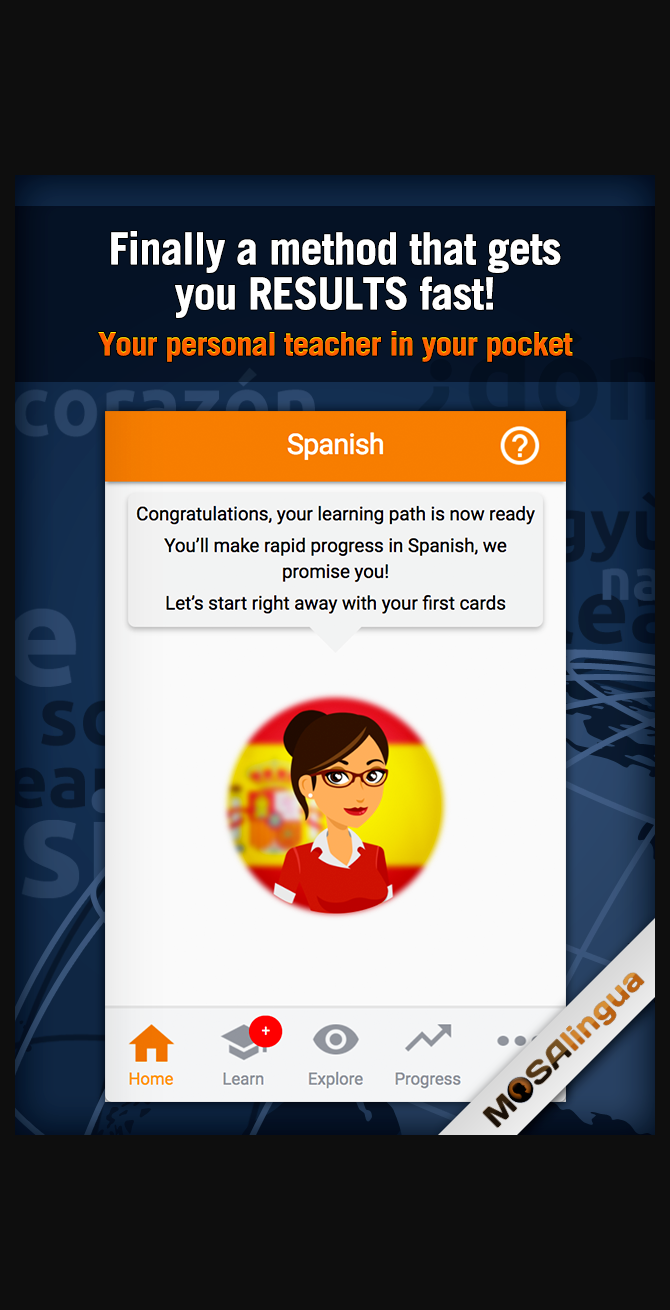 Finally a method that gets
you RESULTS fast!
Your personal teacher in your pocket
corazón
Spanish
?
Congratulations, your learning path is now ready
You'll make rapid progress in Spanish, we
promise you!
Let's start right away with your first cards
+
Home
Learn
Explore
Progress
MOSAlingua